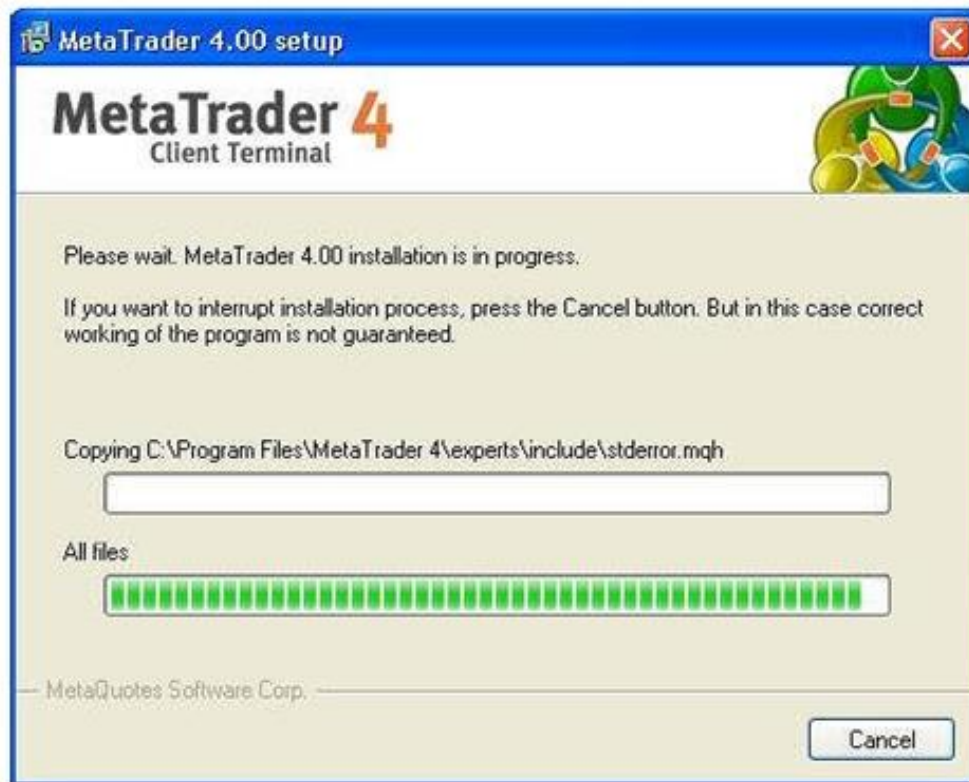 MetaTrader 4.00 setup
MetaTrader 4
Client Terminal
Please wait. MetaTrader 4.00 installation is in progress.
If you want to interrupt installation process, press the Cancel button. But in this case correct
working of the program is not guaranteed.
Copying C:\Program Files\MetaTrader 4\experts\include\stderror.mqh
All files
MetaQuotes Software Corp.
Cancel